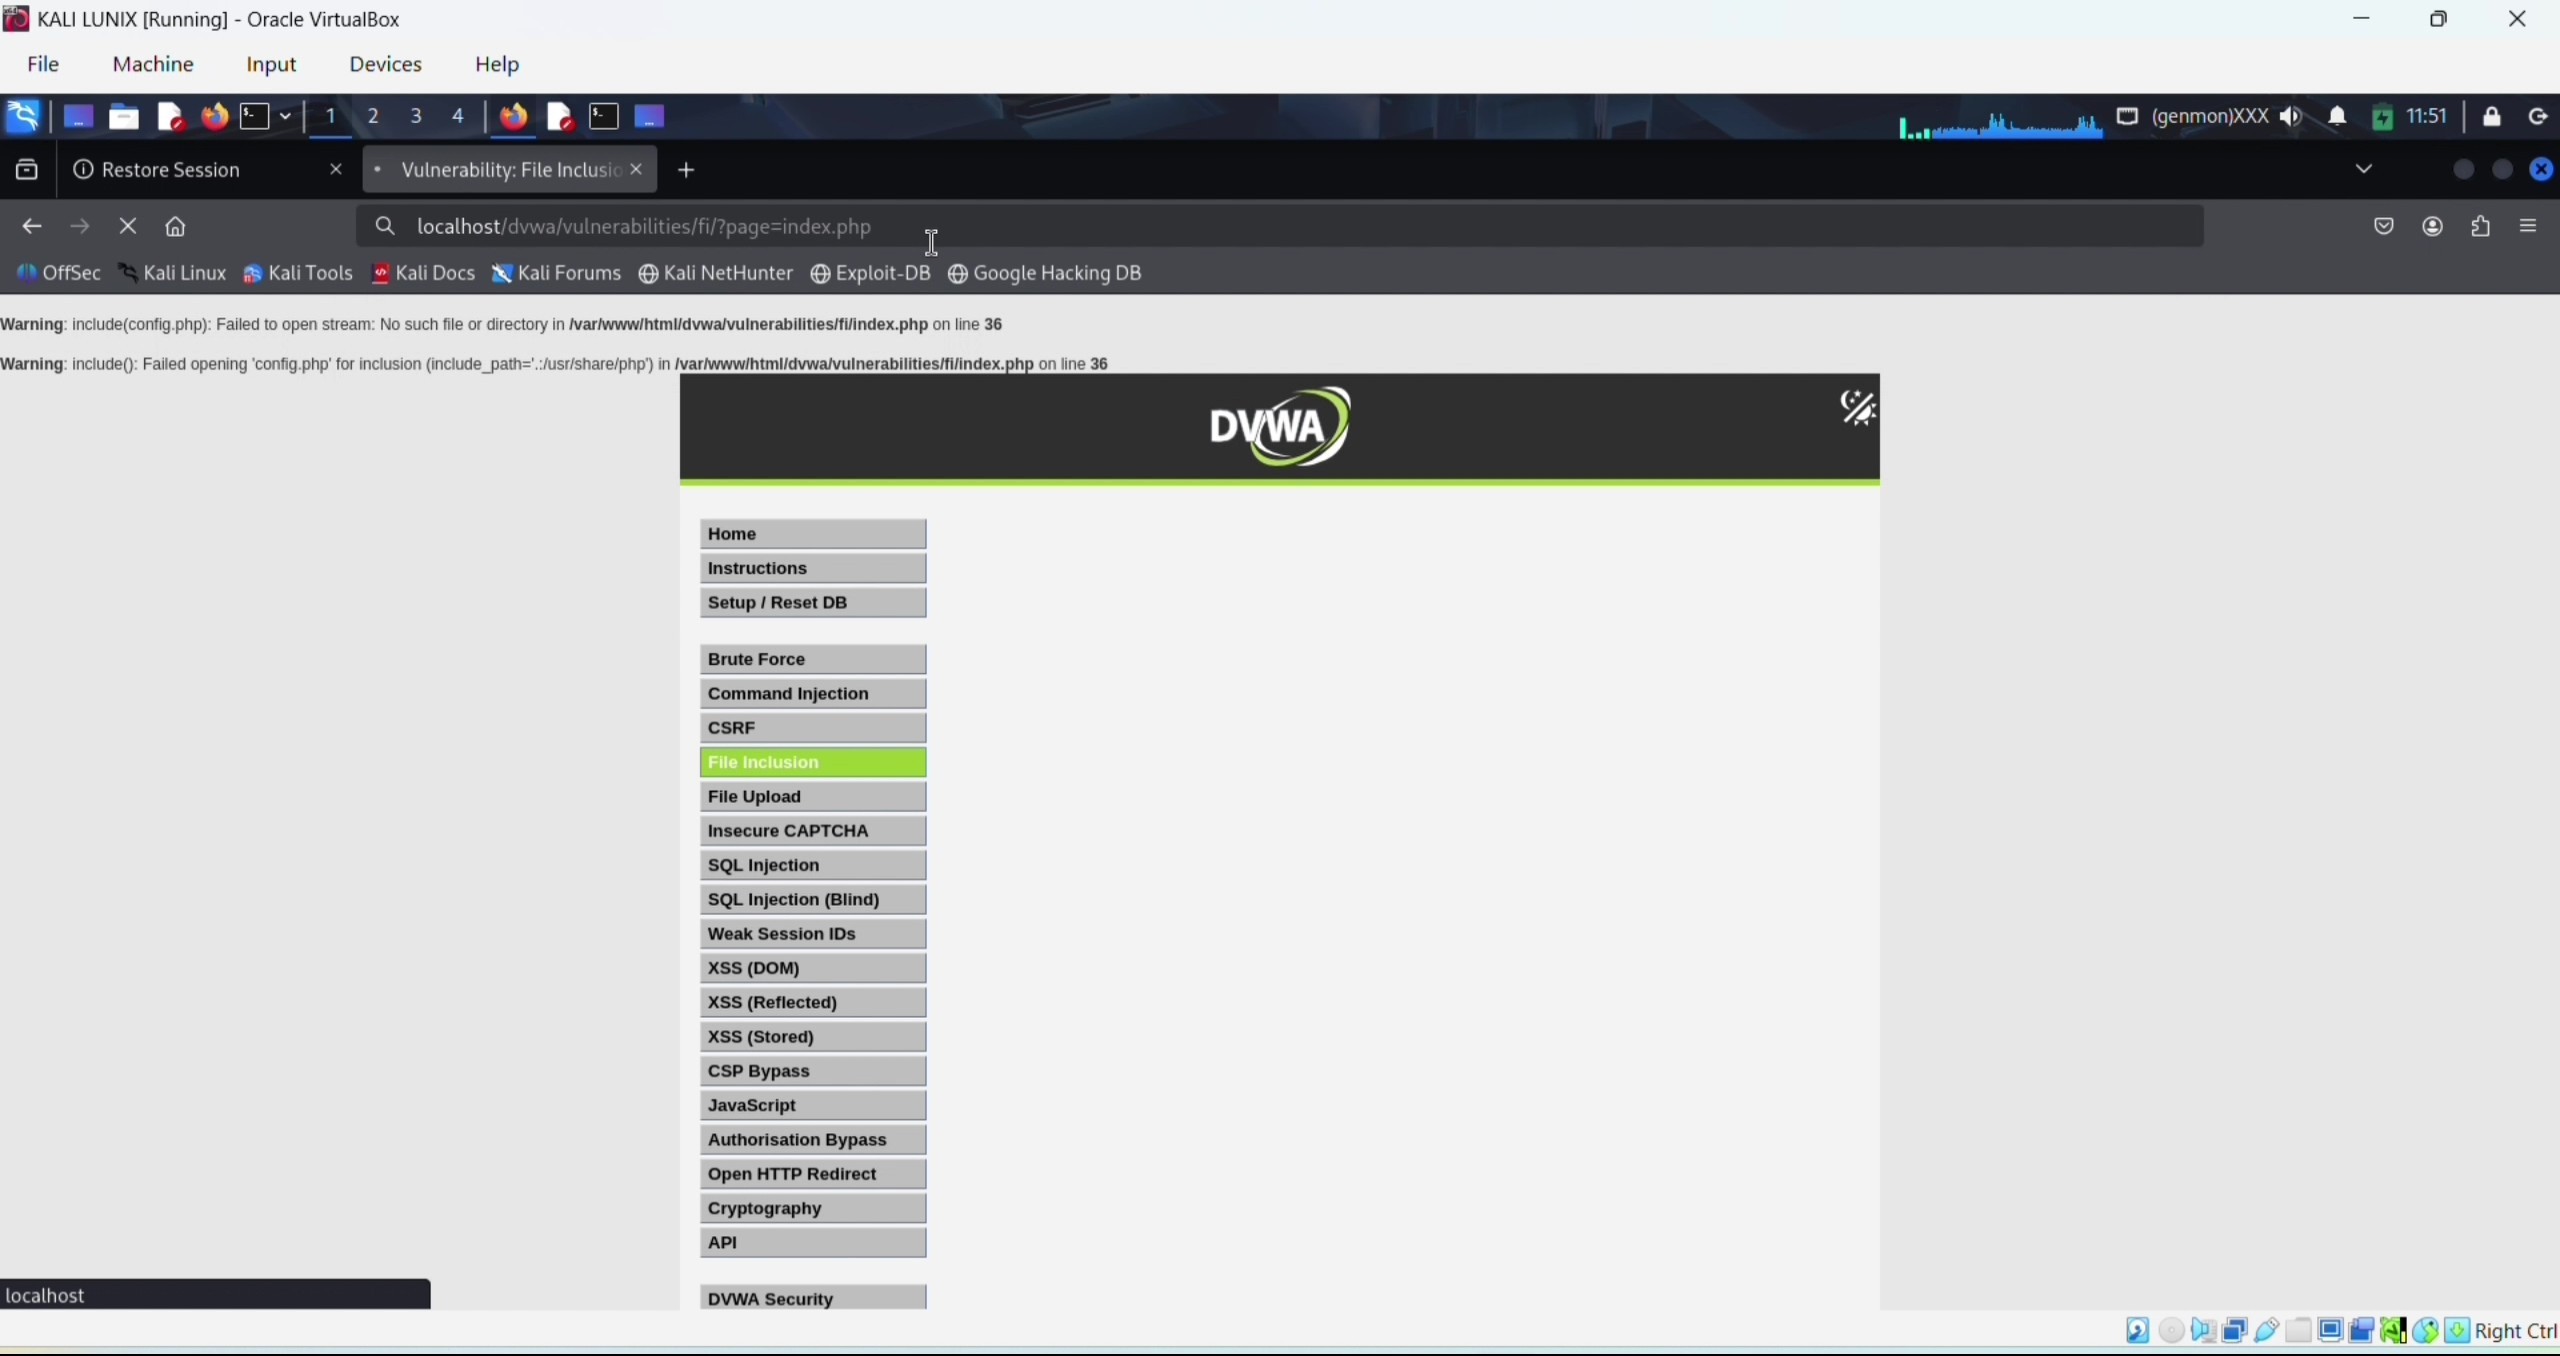 KALI LUNIX [Running] - Oracle VirtualBox
File Machine Input Devices Help
1 2 3 4 (genmon)XXX 11:51
Restore Session Vulnerability: File Inclusio
localhost/dvwa/vulnerabilities/fi/?page=index.php
OffSec Kali Linux Kali Tools Kali Docs Kali Forums Kali NetHunter Exploit-DB Google Hacking DB
Warning: include(config.php): Failed to open stream: No such file or directory in /var/www/html/dvwa/vulnerabilities/fi/index.php on line 36
Warning: include(): Failed opening 'config.php' for inclusion (include_path='.:/usr/share/php') in /var/www/html/dvwa/vulnerabilities/fi/index.php on line 36
DVWA
Home
Instructions
Setup / Reset DB
Brute Force
Command Injection
CSRF
File Inclusion
File Upload
Insecure CAPTCHA
SQL Injection
SQL Injection (Blind)
Weak Session IDs
XSS (DOM)
XSS (Reflected)
XSS (Stored)
CSP Bypass
JavaScript
Authorisation Bypass
Open HTTP Redirect
Cryptography
API
DVWA Security
localhost
Right Ctrl